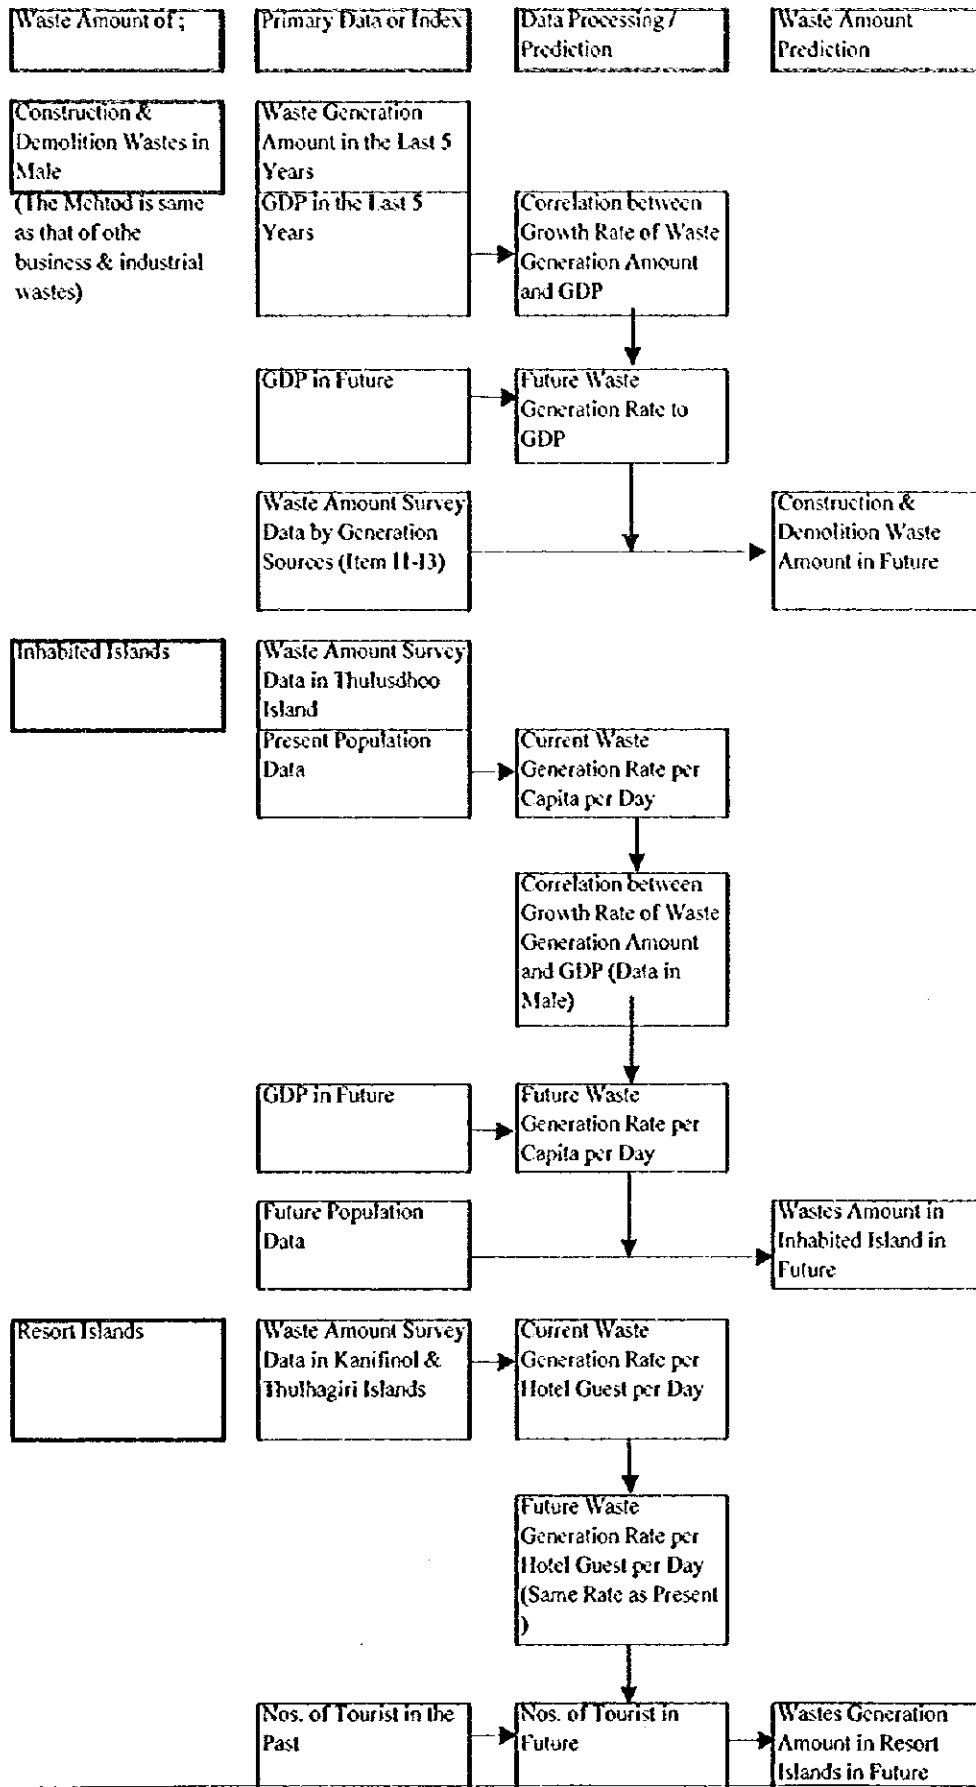 Waste Amount of ;
Primary Data or Index
Data Processing /
Prediction
Waste Amount
Prediction
Construction &
Demolition Wastes in
Male
(The Mehtod is same
as that of othe
business & industrial
wastes)
Waste Generation
Amount in the Last 5
Years
GDP in the Last 5
Years
Correlation between
Growth Rate of Waste
Generation Amount
and GDP
GDP in Future
Future Waste
Generation Rate to
GDP
Waste Amount Survey
Data by Generation
Sources (Item 11-13)
Construction &
Demolition Waste
Amount in Future
Inhabited Islands
Waste Amount Survey
Data in Thulusdhoo
Island
Present Population
Data
Current Waste
Generation Rate per
Capita per Day
Correlation between
Growth Rate of Waste
Generation Amount
and GDP (Data in
Male)
GDP in Future
Future Waste
Generation Rate per
Capita per Day
Future Population
Data
Wastes Amount in
Inhabited Island in
Future
Resort Islands
Waste Amount Survey
Data in Kanifinol &
Thulhagiri Islands
Current Waste
Generation Rate per
Hotel Guest per Day
Future Waste
Generation Rate per
Hotel Guest per Day
(Same Rate as Present
)
Nos. of Tourist in the
Past
Nos. of Tourist in
Future
Wastes Generation
Amount in Resort
Islands in Future